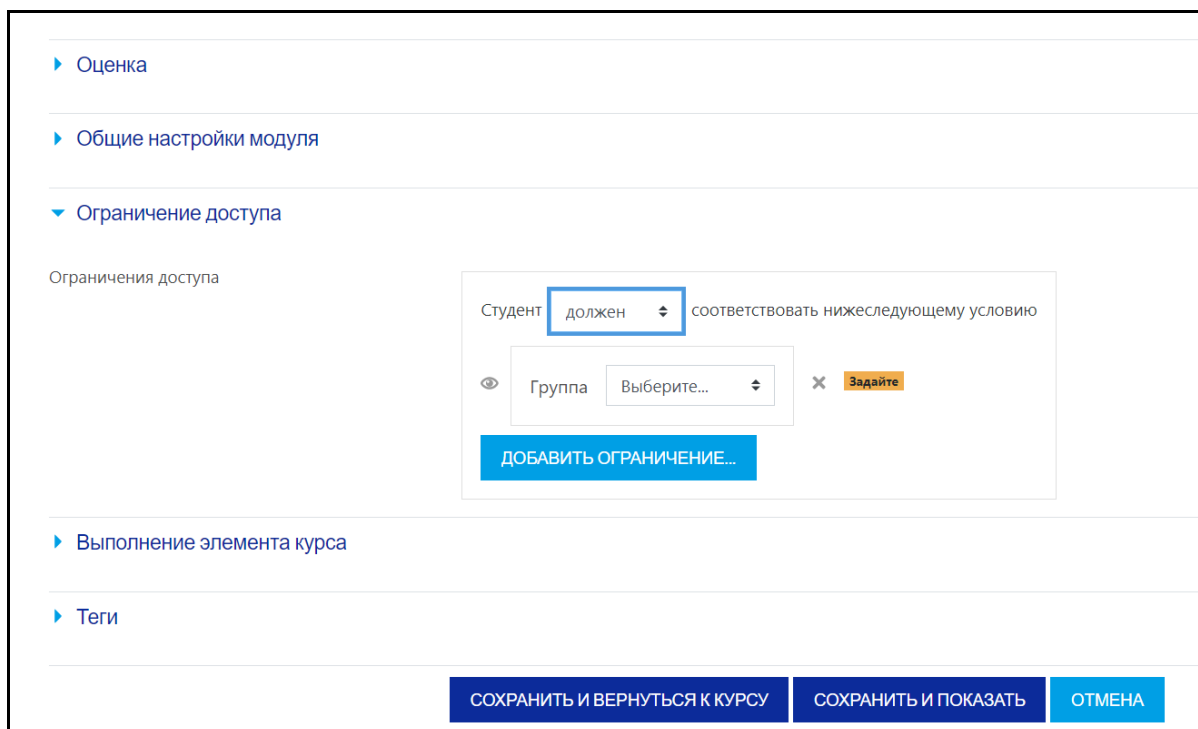 Оценка
Общие настройки модуля
Ограничение доступа
Ограничения доступа
Студент должен соответствовать нижеследующему условию
Группа Выберите... Задайте
ДОБАВИТЬ ОГРАНИЧЕНИЕ...
Выполнение элемента курса
Теги
СОХРАНИТЬ И ВЕРНУТЬСЯ К КУРСУ СОХРАНИТЬ И ПОКАЗАТЬ ОТМЕНА